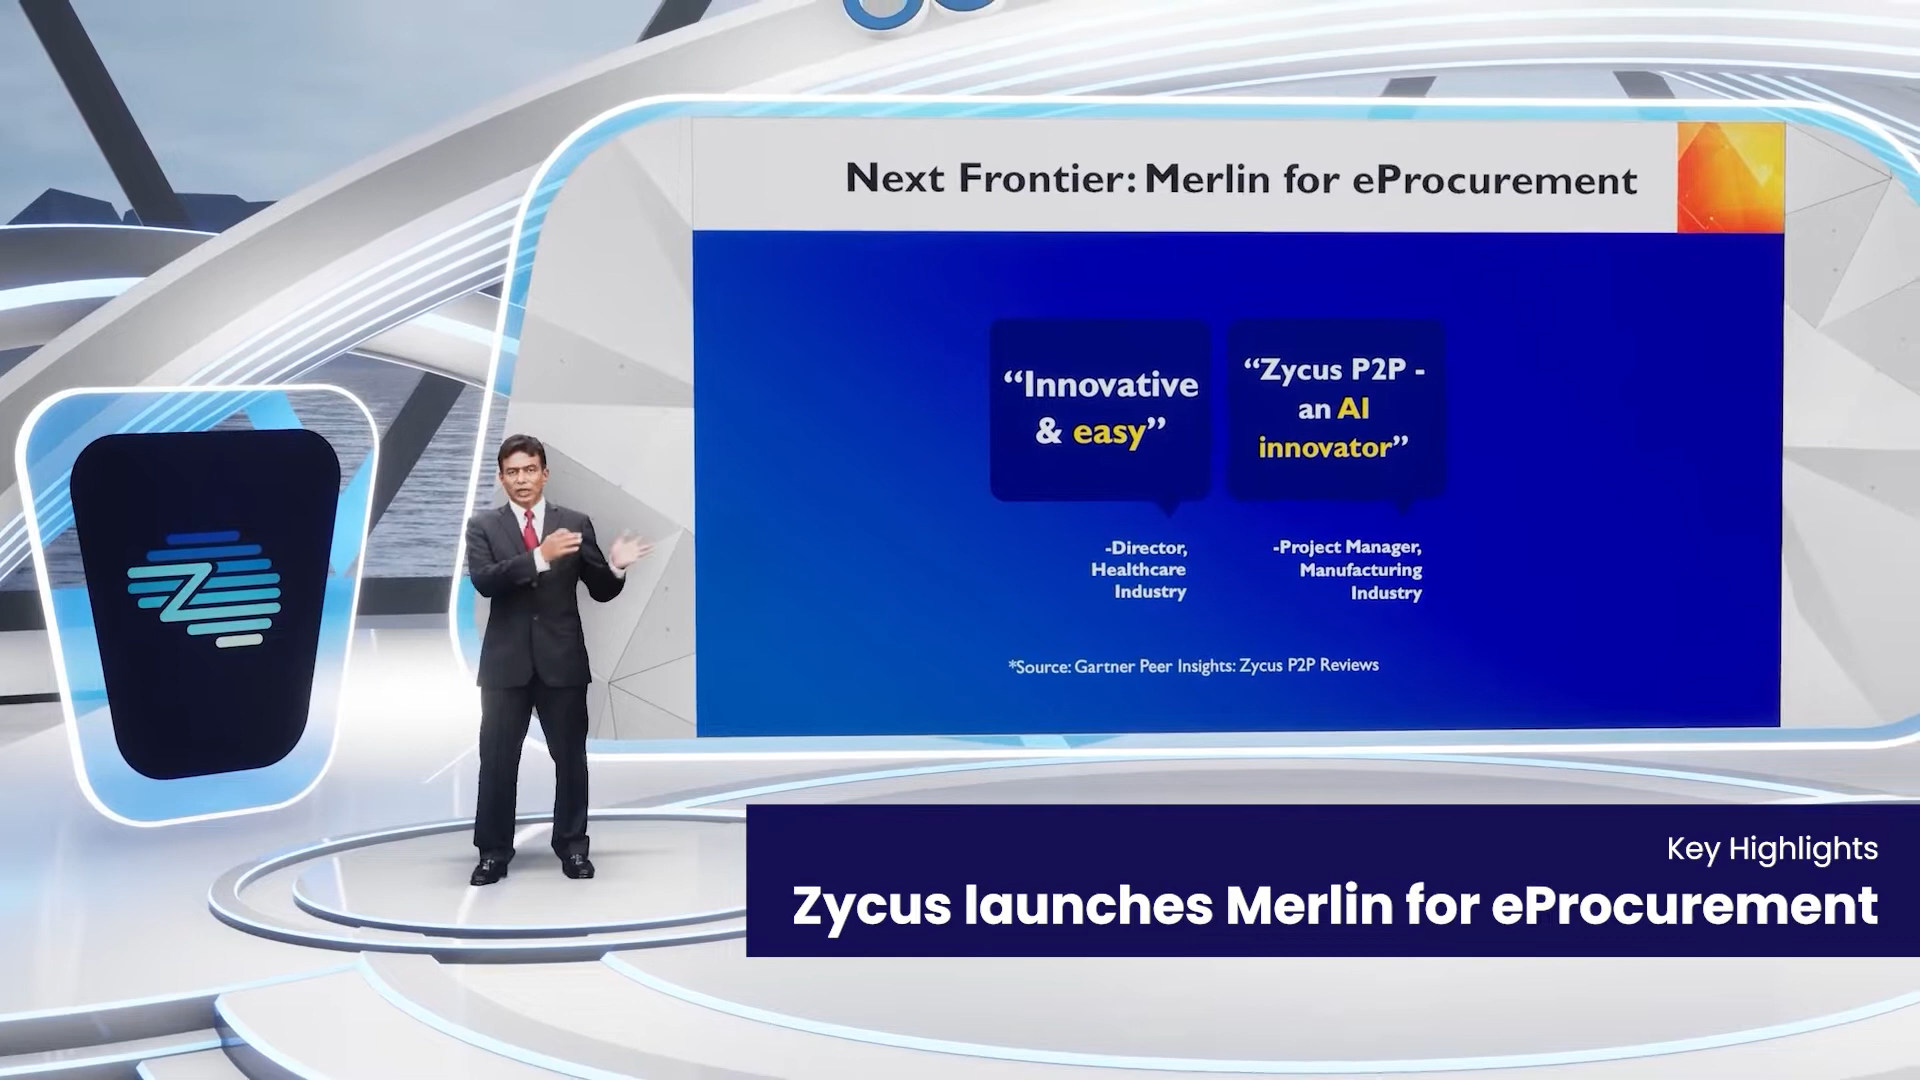 Next Frontier: Merlin for eProcurement
“Innovative
& easy”
-Director,
Healthcare
Industry
“Zycus P2P -
an AI
innovator”
-Project Manager,
Manufacturing
Industry
*Source: Gartner Peer Insights: Zycus P2P Reviews
Key Highlights
Zycus launches Merlin for eProcurement